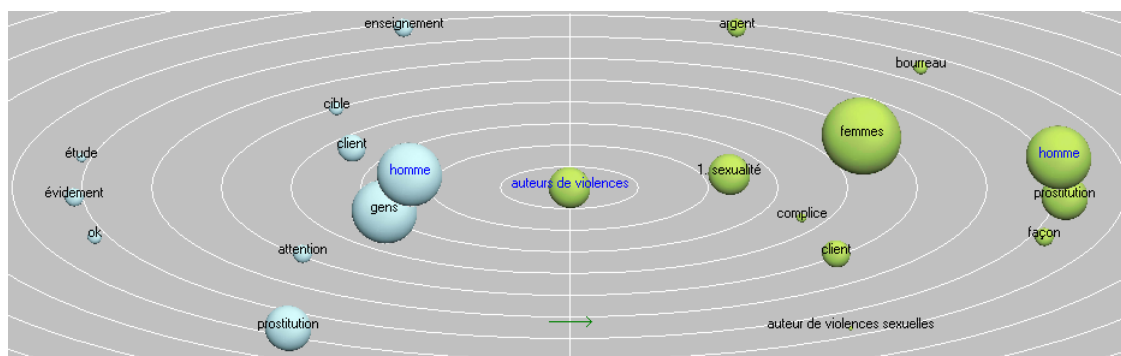 enseignement
argent
bourreau
cible
femmes
client
étude
homme
homme
1. sexualité
auteurs de violences
évidement
prostitution
gens
complice
ok
façon
attention
client
prostitution
auteur de violences sexuelles